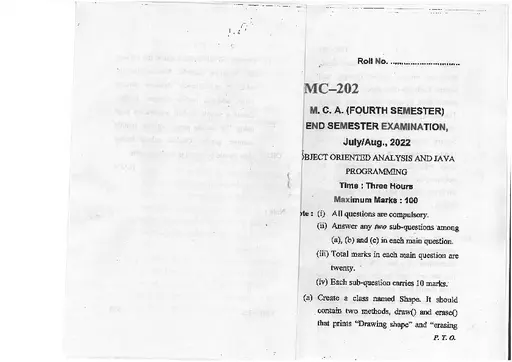 Roll No. ..............................
MC–202
M. C. A. (FOURTH SEMESTER)
END SEMESTER EXAMINATION,
July/Aug., 2022
BJECT ORIENTED ANALYSIS AND JAVA
PROGRAMMING
Time : Three Hours
Maximum Marks : 100
te : (i) All questions are compulsory.
(ii) Answer any two sub-questions among
(a), (b) and (c) in each main question.
(iii) Total marks in each main question are
twenty.
(iv) Each sub-question carries 10 marks.
(a) Create a class named Shape. It should
contain two methods, draw() and erase()
that prints “Drawing shape” and “erasing
P. T. O.